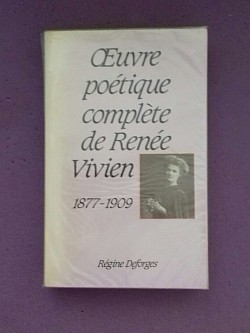 Œuvre
poétique
complète
de Renée
Vivien
1877-1909
Régine Deforges